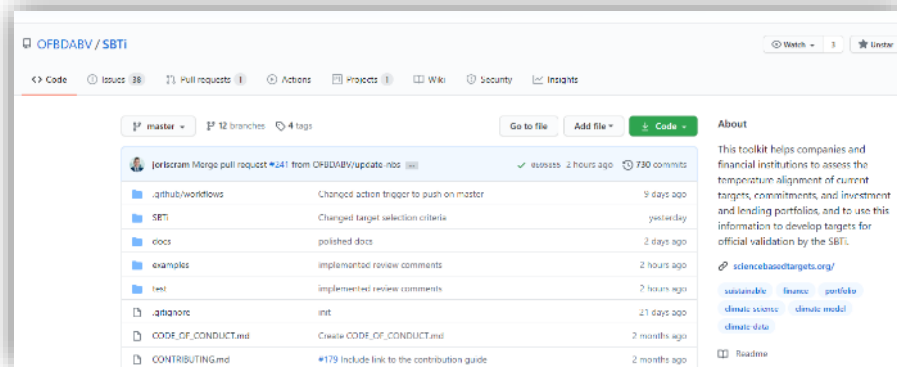 OFBDABV / SBTi
Watch 3 Unstar
Code Issues 38 Pull requests 1 Actions Projects 1 Wiki Security Insights
master 12 branches 4 tags Go to file Add file Code
joriscram Merge pull request #241 from OFBDABV/update-nbs ... 2 hours ago 730 commits
.github/workflows Changed action trigger to push on master 9 days ago
SBTi Changed target selection criteria yesterday
docs polished docs 2 days ago
examples implemented review comments 2 hours ago
test implemented review comments 2 hours ago
.gitignore init 21 days ago
CODE_OF_CONDUCT.md Create CODE_OF_CONDUCT.md 2 months ago
CONTRIBUTING.md #179 Include link to the contribution guide 2 months ago
About
This toolkit helps companies and
financial institutions to assess the
temperature alignment of current
targets, commitments, and investment
and lending portfolios, and to use this
information to develop targets for
official validation by the SBTi.
sciencebasedtargets.org/
sustainable finance portfolio
climate-science climate-model
climate-data
Readme